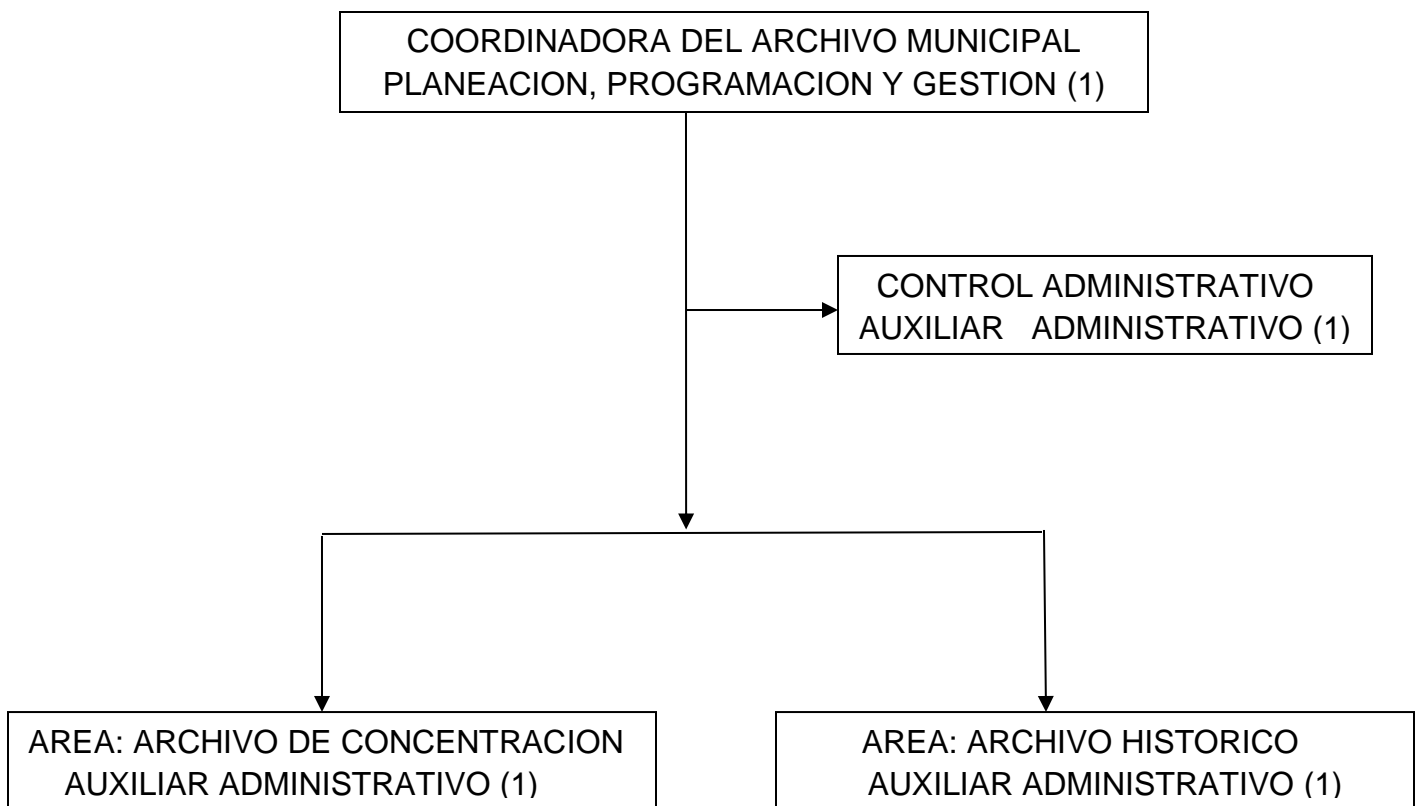 COORDINADORA DEL ARCHIVO MUNICIPAL
PLANEACION, PROGRAMACION Y GESTION (1)
CONTROL ADMINISTRATIVO
AUXILIAR ADMINISTRATIVO (1)
AREA: ARCHIVO DE CONCENTRACION
AUXILIAR ADMINISTRATIVO (1)
AREA: ARCHIVO HISTORICO
AUXILIAR ADMINISTRATIVO (1)